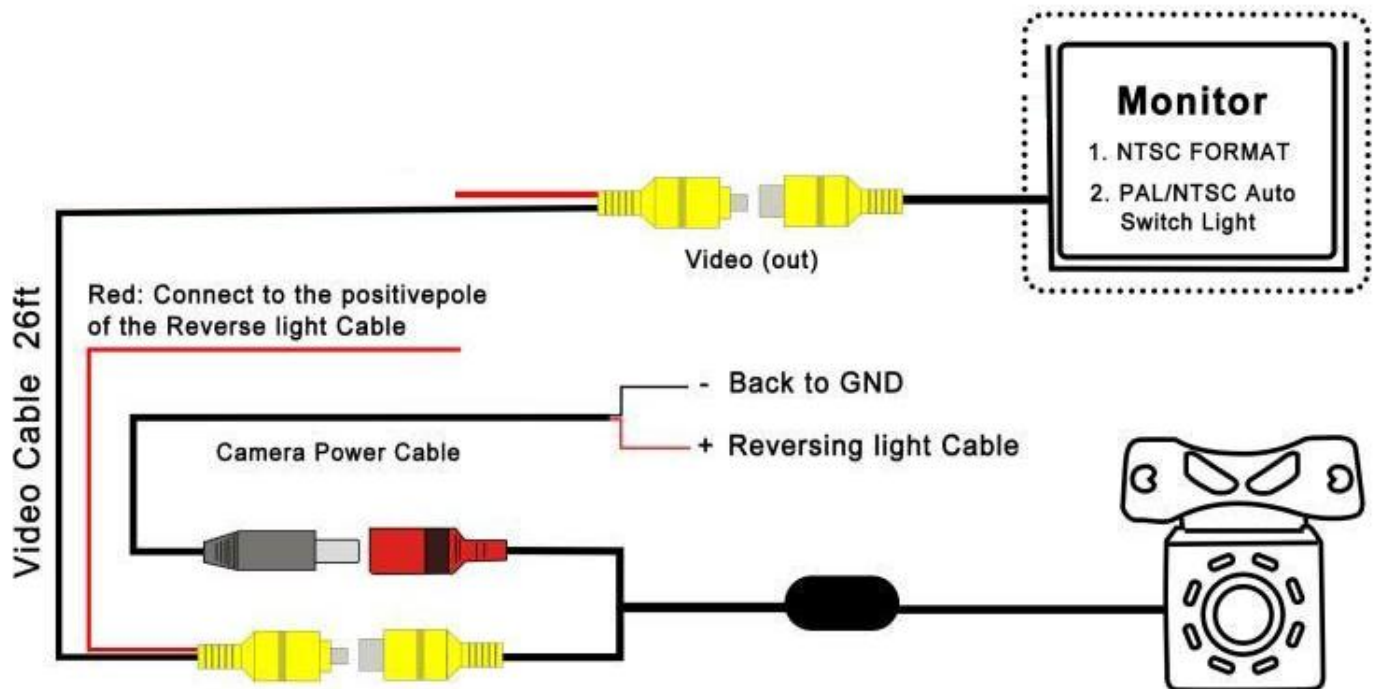 Monitor
1. NTSC FORMAT
2. PAL/NTSC Auto
Switch Light
Video (out)
Red: Connect to the positivepole
of the Reverse light Cable
Video Cable 26ft
- Back to GND
+ Reversing light Cable
Camera Power Cable